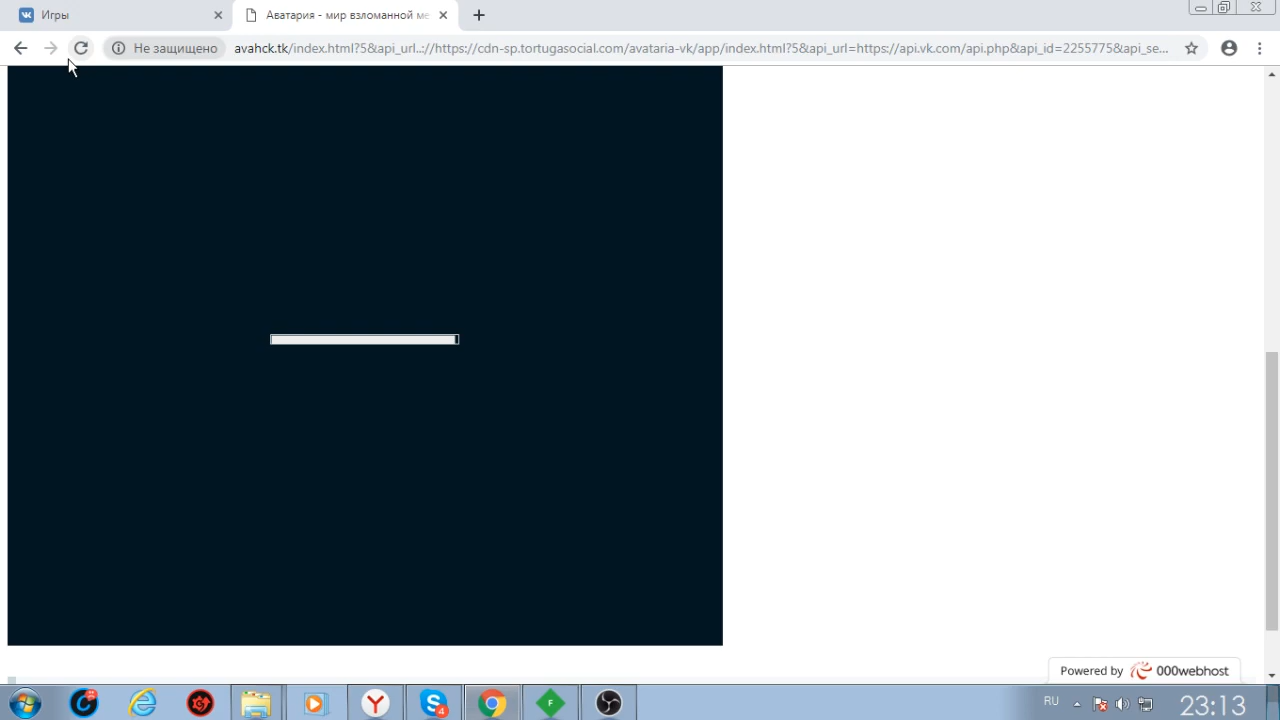 Игры
Аватария - мир взломанной ме
Не защищено
avahck.tk/index.html?5&api_url..://https://cdn-sp.tortugasocial.com/avataria-vk/app/index.html?5&api_url=https://api.vk.com/api.php&api_id=2255775&api_se...
Powered by 000webhost
4
RU
23:13